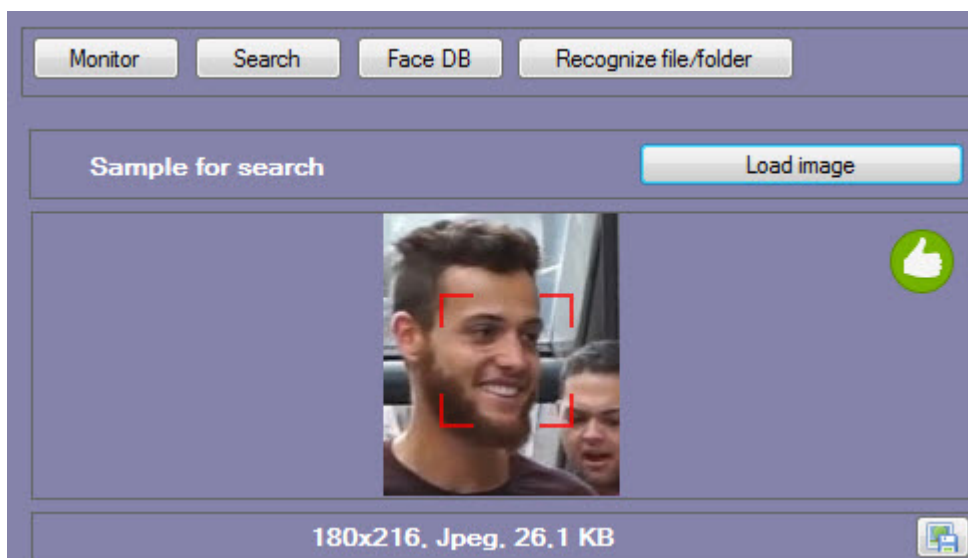 Monitor Search Face DB Recognize file/folder
Sample for search Load image
180x216, Jpeg, 26,1 KB